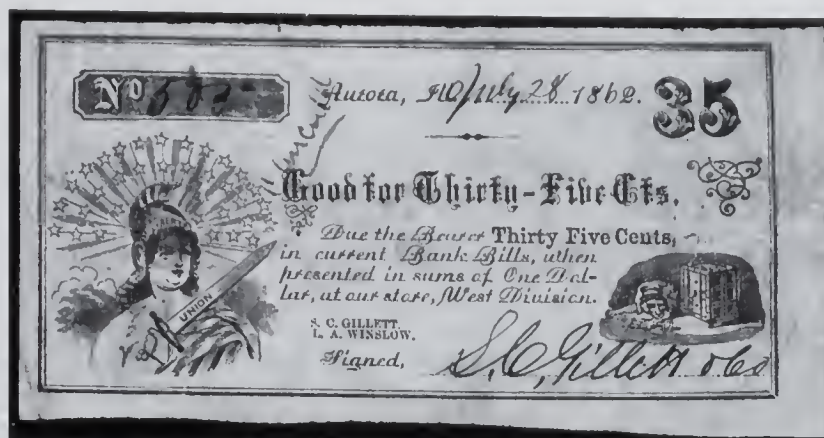 No
Aurora, Ill, July 28 1862.
35
Good for Thirty-Five Cts.
Due the Bearer Thirty Five Cents,
in current Bank Bills, when
presented in sums of One Dol-
lar, at our store, West Division.
LIBERTY
UNION
S. C. GILLETT.
L. A. WINSLOW.
Signed, S. C. Gillett & Co